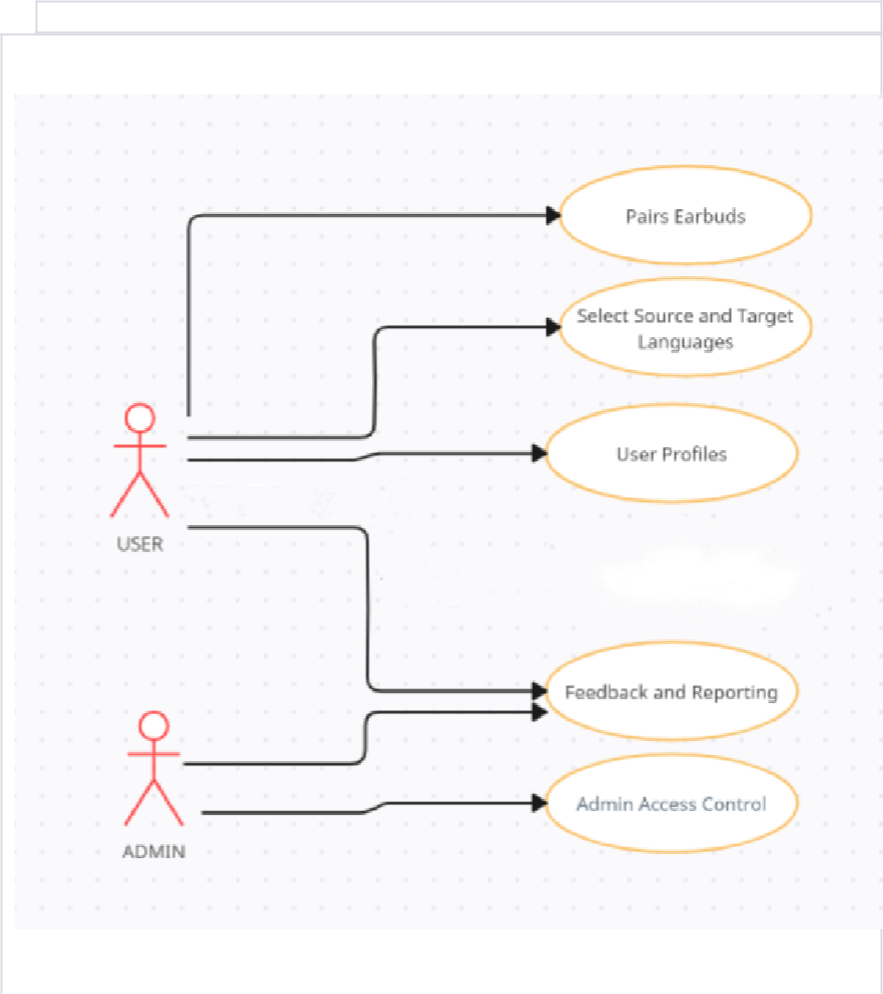 Pairs Earbuds
Select Source and Target
Languages
User Profiles
USER
Feedback and Reporting
Admin Access Control
ADMIN